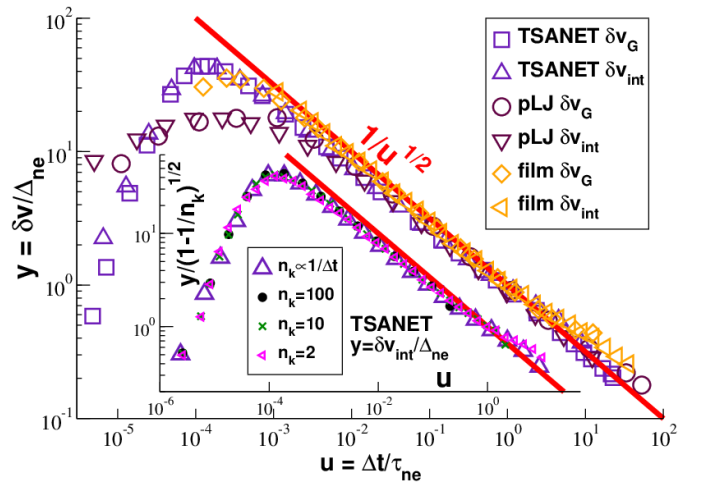 10^2
10^1
10^0
10^-1
y = δv/Δ_ne
10^-5
10^-4
10^-3
10^-2
10^-1
10^0
10^1
10^2
u = Δt/τ_ne
TSANET δv_G
TSANET δv_int
pLJ δv_G
pLJ δv_int
film δv_G
film δv_int
1/u^1/2
y/(1-1/n_k)^1/2
10^1
10^0
n_k∝1/Δt
n_k=100
n_k=10
n_k=2
TSANET
y=δv_int/Δ_ne
u
10^-6
10^-4
10^-2
10^0